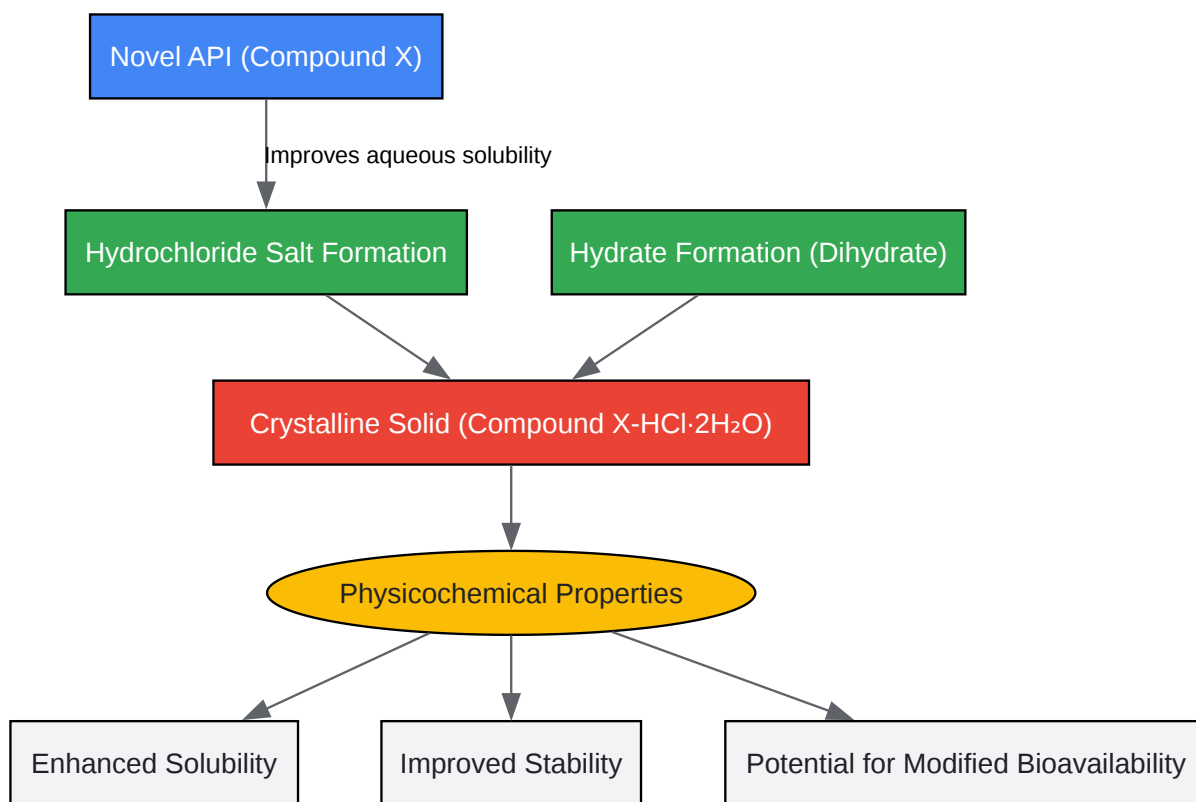 Novel API (Compound X)
Improves aqueous solubility
Hydrochloride Salt Formation
Hydrate Formation (Dihydrate)
Crystalline Solid (Compound X-HCl·2H₂O)
Physicochemical Properties
Enhanced Solubility
Improved Stability
Potential for Modified Bioavailability